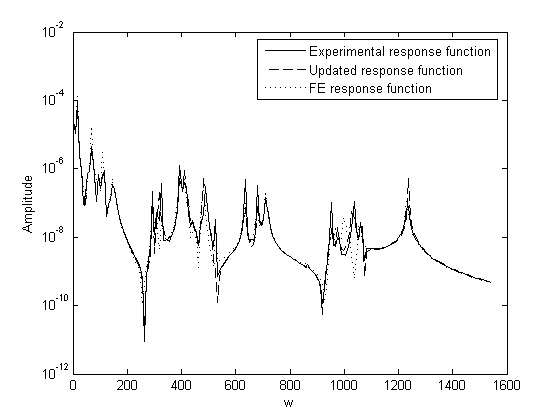 10^-2
Experimental response function
Updated response function
FE response function
10^-4
10^-6
Amplitude
10^-8
10^-10
10^-12
0 200 400 600 800 1000 1200 1400 1600
w